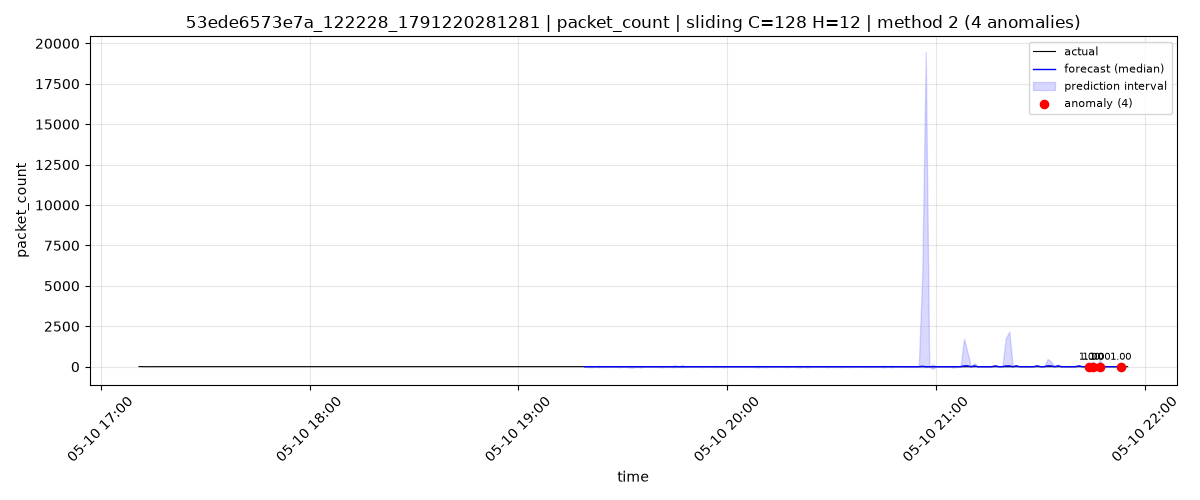 53ede6573e7a_122228_1791220281281 | packet_count | sliding C=128 H=12 | method 2 (4 anomalies)
actual
forecast (median)
prediction interval
anomaly (4)
packet_count
20000
17500
15000
12500
10000
7500
5000
2500
0
1.00
05-10 17:00
05-10 18:00
05-10 19:00
05-10 20:00
05-10 21:00
05-10 22:00
time